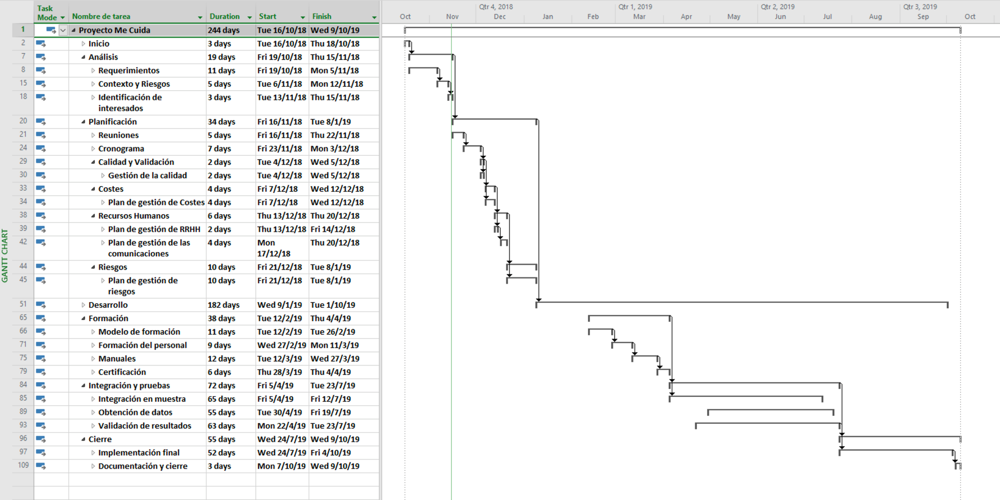 Task
Mode Nombre de tarea Duration Start Finish
Qtr 4, 2018 Qtr 1, 2019 Qtr 2, 2019 Qtr 3, 2019
Oct Nov Dec Jan Feb Mar Apr May Jun Jul Aug Sep Oct
1 Proyecto Me Cuida 244 days Tue 16/10/18 Wed 9/10/19
2 Inicio 3 days Tue 16/10/18 Thu 18/10/18
7 Análisis 19 days Fri 19/10/18 Thu 15/11/18
8 Requerimientos 11 days Fri 19/10/18 Mon 5/11/18
15 Contexto y Riesgos 5 days Tue 6/11/18 Mon 12/11/18
18 Identificación de 3 days Tue 13/11/18 Thu 15/11/18
interesados
20 Planificación 34 days Fri 16/11/18 Tue 8/1/19
21 Reuniones 5 days Fri 16/11/18 Thu 22/11/18
24 Cronograma 7 days Fri 23/11/18 Mon 3/12/18
29 Calidad y Validación 2 days Tue 4/12/18 Wed 5/12/18
30 Gestión de la calidad 2 days Tue 4/12/18 Wed 5/12/18
33 Costes 4 days Fri 7/12/18 Wed 12/12/18
34 Plan de gestión de Costes 4 days Fri 7/12/18 Wed 12/12/18
38 Recursos Humanos 6 days Thu 13/12/18 Thu 20/12/18
39 Plan de gestión de RRHH 2 days Thu 13/12/18 Fri 14/12/18
42 Plan de gestión de las 4 days Mon Thu 20/12/18
comunicaciones 17/12/18
44 Riesgos 10 days Fri 21/12/18 Tue 8/1/19
45 Plan de gestión de 10 days Fri 21/12/18 Tue 8/1/19
riesgos
51 Desarrollo 182 days Wed 9/1/19 Tue 1/10/19
65 Formación 38 days Tue 12/2/19 Thu 4/4/19
66 Modelo de formación 11 days Tue 12/2/19 Tue 26/2/19
71 Formación del personal 9 days Wed 27/2/19 Mon 11/3/19
75 Manuales 12 days Tue 12/3/19 Wed 27/3/19
79 Certificación 6 days Thu 28/3/19 Thu 4/4/19
84 Integración y pruebas 72 days Fri 5/4/19 Tue 23/7/19
85 Integración en muestra 65 days Fri 5/4/19 Fri 12/7/19
89 Obtención de datos 55 days Tue 30/4/19 Fri 19/7/19
93 Validación de resultados 63 days Mon 22/4/19 Tue 23/7/19
96 Cierre 55 days Wed 24/7/19 Wed 9/10/19
97 Implementación final 52 days Wed 24/7/19 Fri 4/10/19
109 Documentación y cierre 3 days Mon 7/10/19 Wed 9/10/19
GANTT CHART